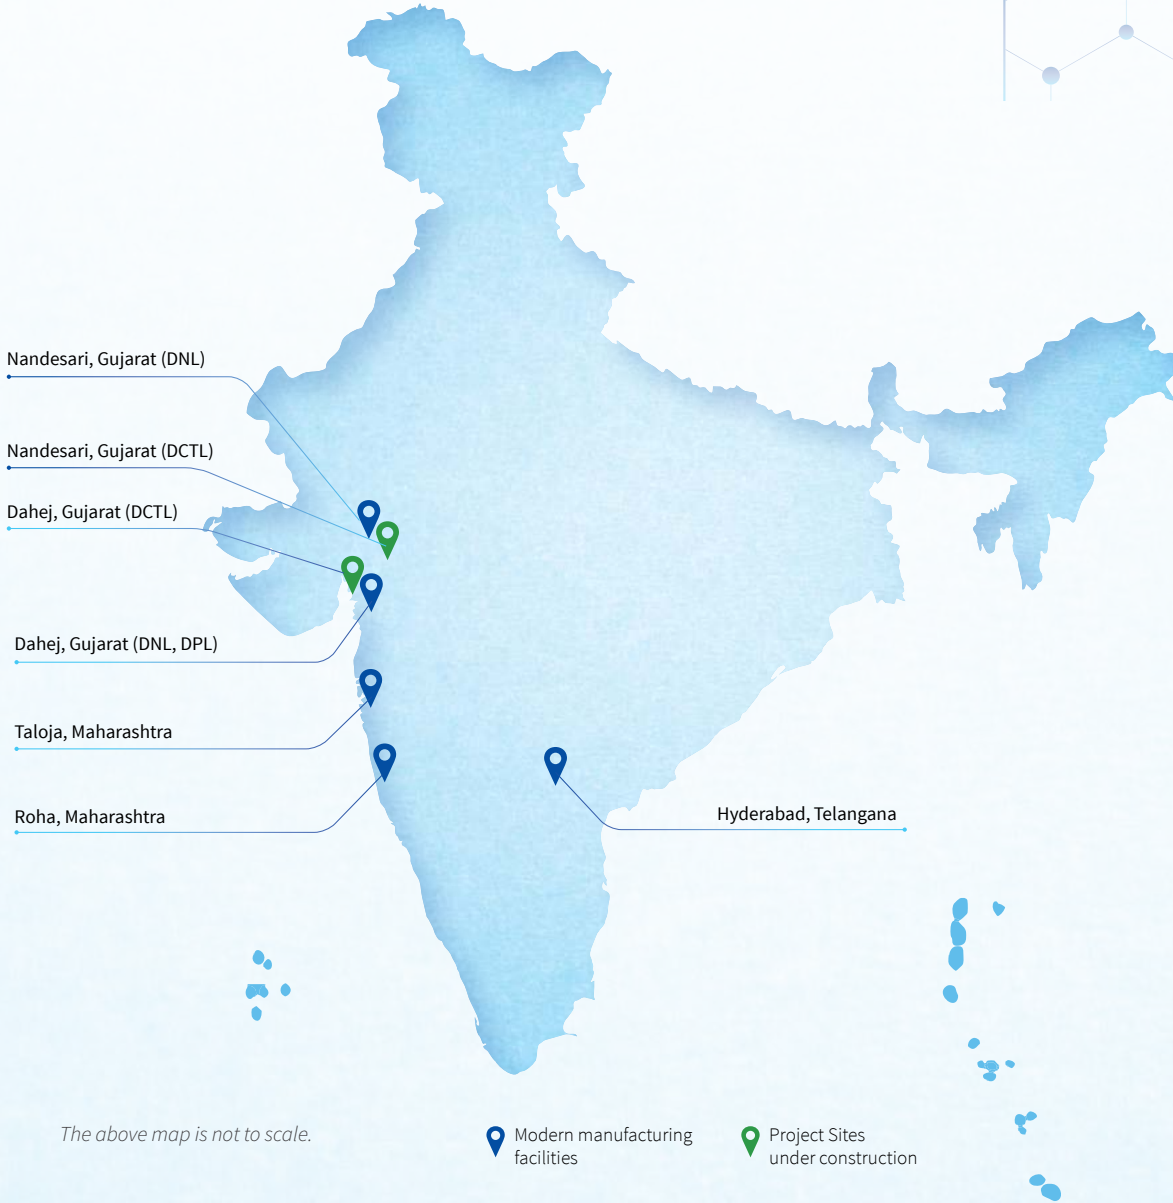 Nandesari, Gujarat (DNL)
Nandesari, Gujarat (DCTL)
Dahej, Gujarat (DCTL)
Dahej, Gujarat (DNL, DPL)
Taloja, Maharashtra
Roha, Maharashtra
Hyderabad, Telangana
The above map is not to scale.
Modern manufacturing
facilities
Project Sites
under construction